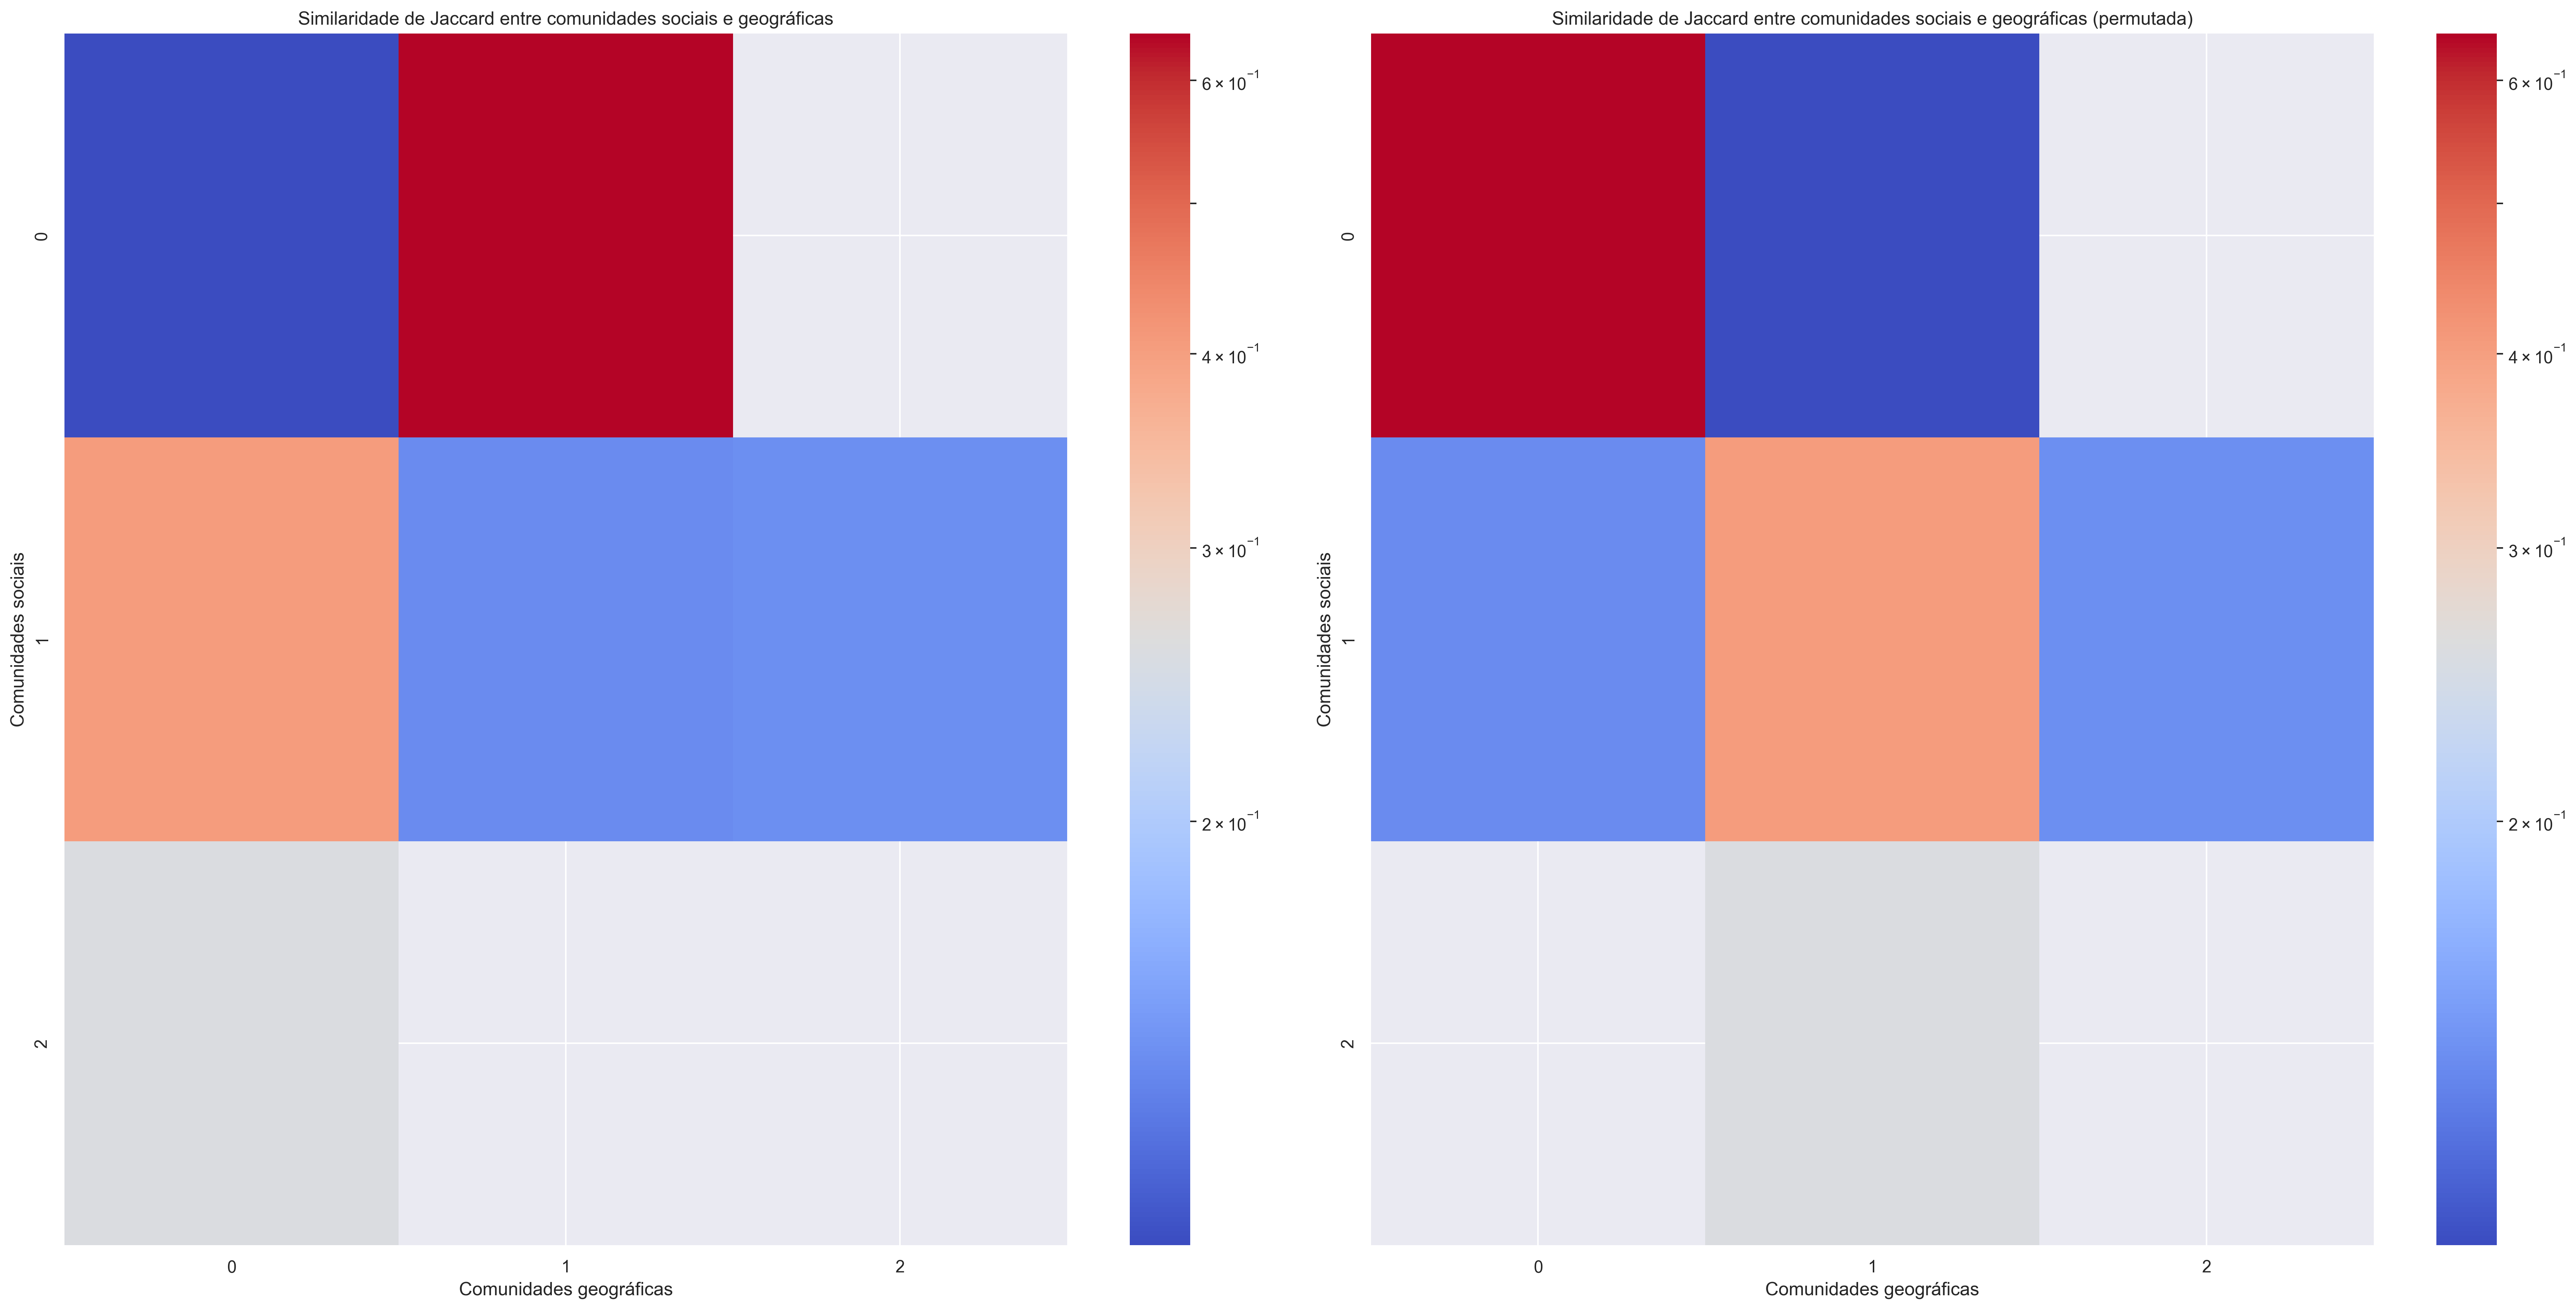 Similaridade de Jaccard entre comunidades sociais e geográficas
Comunidades sociais
0
1
2
0 1 2
Comunidades geográficas
6 × 10⁻¹
4 × 10⁻¹
3 × 10⁻¹
2 × 10⁻¹
Similaridade de Jaccard entre comunidades sociais e geográficas (permutada)
Comunidades sociais
0
1
2
0 1 2
Comunidades geográficas
6 × 10⁻¹
4 × 10⁻¹
3 × 10⁻¹
2 × 10⁻¹